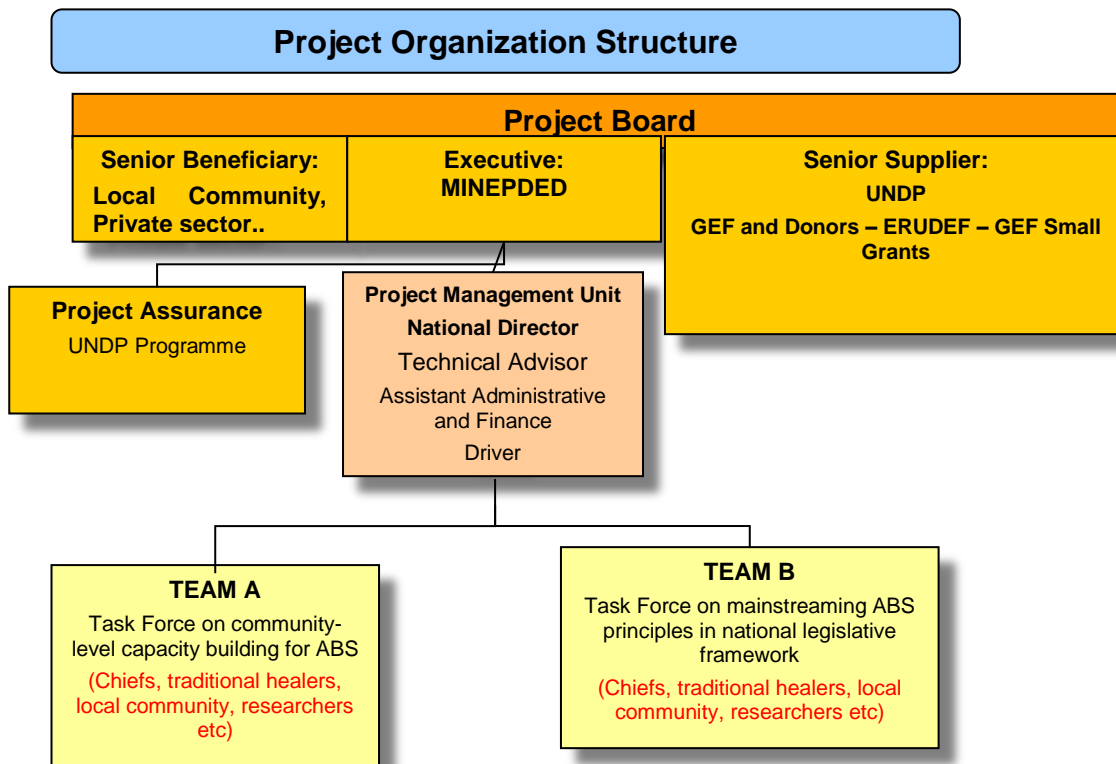 Project Organization Structure
Project Board
Senior Beneficiary:
Local Community,
Private sector..
Executive:
MINEPDED
Senior Supplier:
UNDP
GEF and Donors – ERUDEF – GEF Small
Grants
Project Assurance
UNDP Programme
Project Management Unit
National Director
Technical Advisor
Assistant Administrative
and Finance
Driver
TEAM A
Task Force on community-
level capacity building for ABS
(Chiefs, traditional healers,
local community, researchers
etc)
TEAM B
Task Force on mainstreaming ABS
principles in national legislative
framework
(Chiefs, traditional healers, local
community, researchers etc)